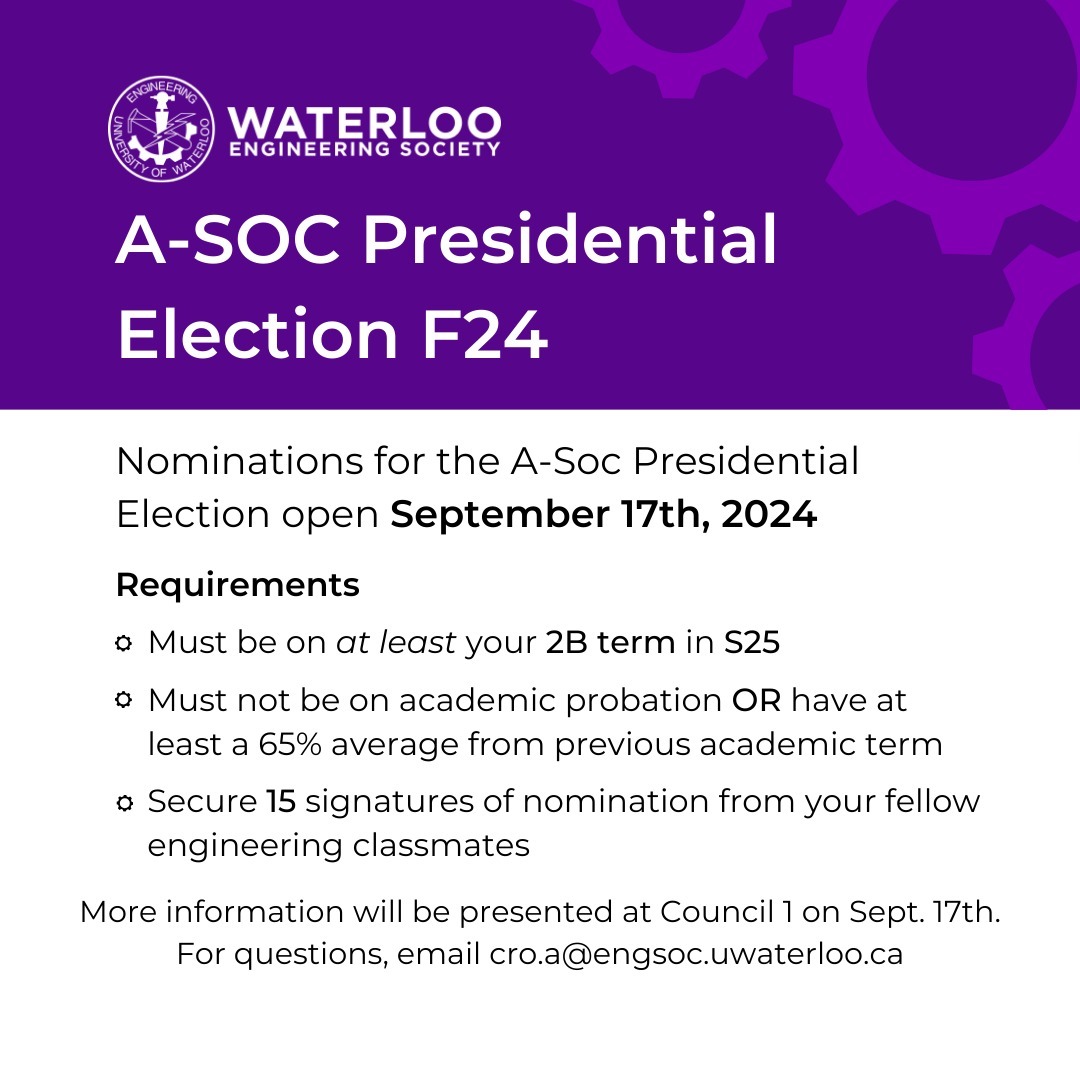 ENGINEERING
UNIVERSITY OF WATERLOO
WATERLOO
ENGINEERING SOCIETY
A-SOC Presidential
Election F24
Nominations for the A-Soc Presidential
Election open September 17th, 2024
Requirements
Must be on at least your 2B term in S25
Must not be on academic probation OR have at
least a 65% average from previous academic term
Secure 15 signatures of nomination from your fellow
engineering classmates
More information will be presented at Council 1 on Sept. 17th.
For questions, email cro.a@engsoc.uwaterloo.ca